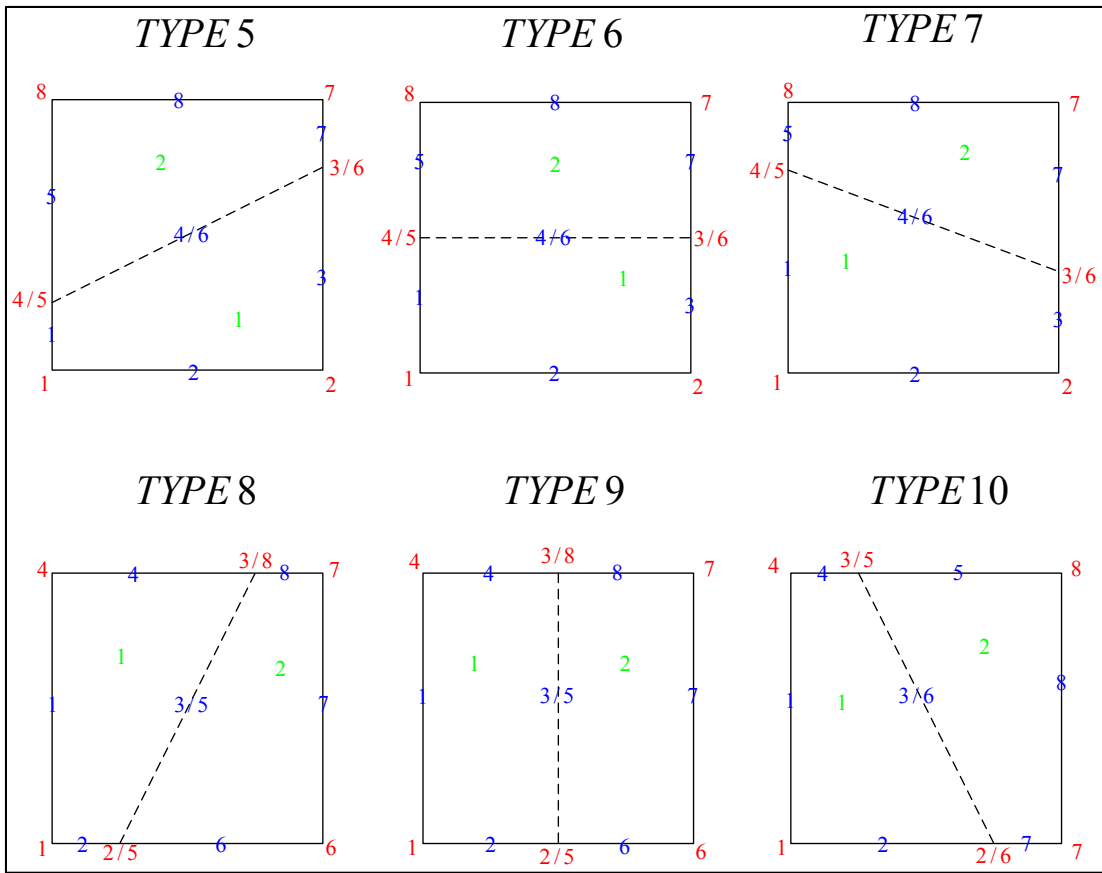 TYPE 5 TYPE 6 TYPE 7
8 8 7 8 8 7 8 8 7
7 5
2 5 2 7 2
3/6 4/5 7
5
4/6 4/5 4/6 3/6 4/6
1 1
3 1 3/6
4/5 1 3
1 1 3
1 2 2 1 2 2 1 2 2
TYPE 8 TYPE 9 TYPE 10
4 4 3/8 8 7 4 4 3/8 8 7 4 4 3/5 5 8
1 2 1 2 2
1 3/5 7 1 3/5 7 1 1 3/6 8
1 2 2/5 6 6 1 2 2/5 6 6 1 2 2/6 7 7